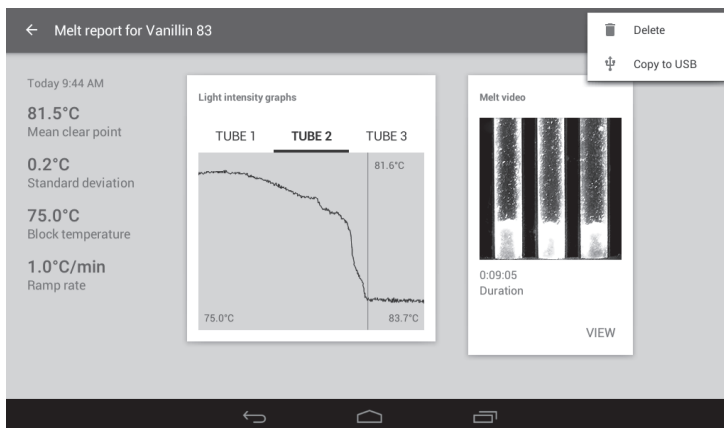 Melt report for Vanillin 83
Delete
Copy to USB
Today 9:44 AM
81.5°C
Mean clear point
0.2°C
Standard deviation
75.0°C
Block temperature
1.0°C/min
Ramp rate
Light intensity graphs
TUBE 1 TUBE 2 TUBE 3
81.6°C
75.0°C 83.7°C
Melt video
0:09:05
Duration
VIEW